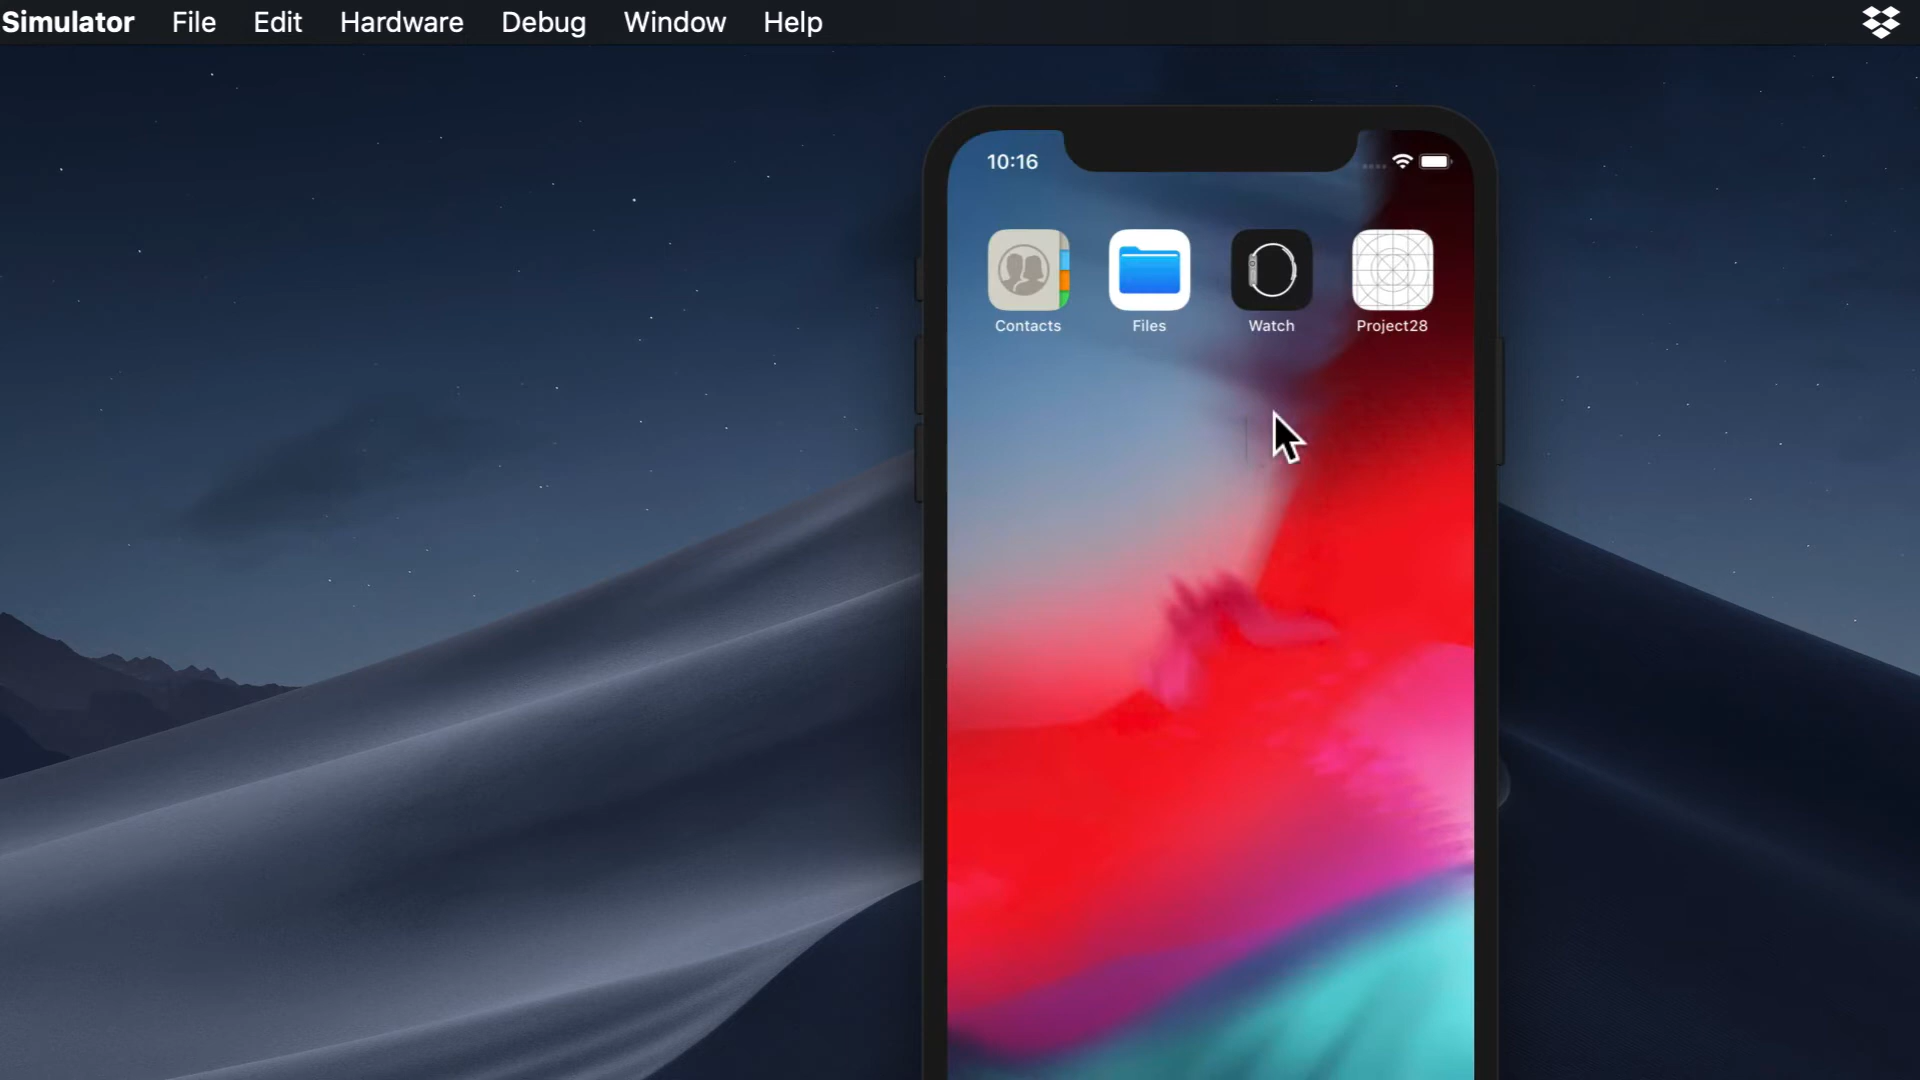 Simulator File Edit Hardware Debug Window Help
10:16
Contacts Files Watch Project28